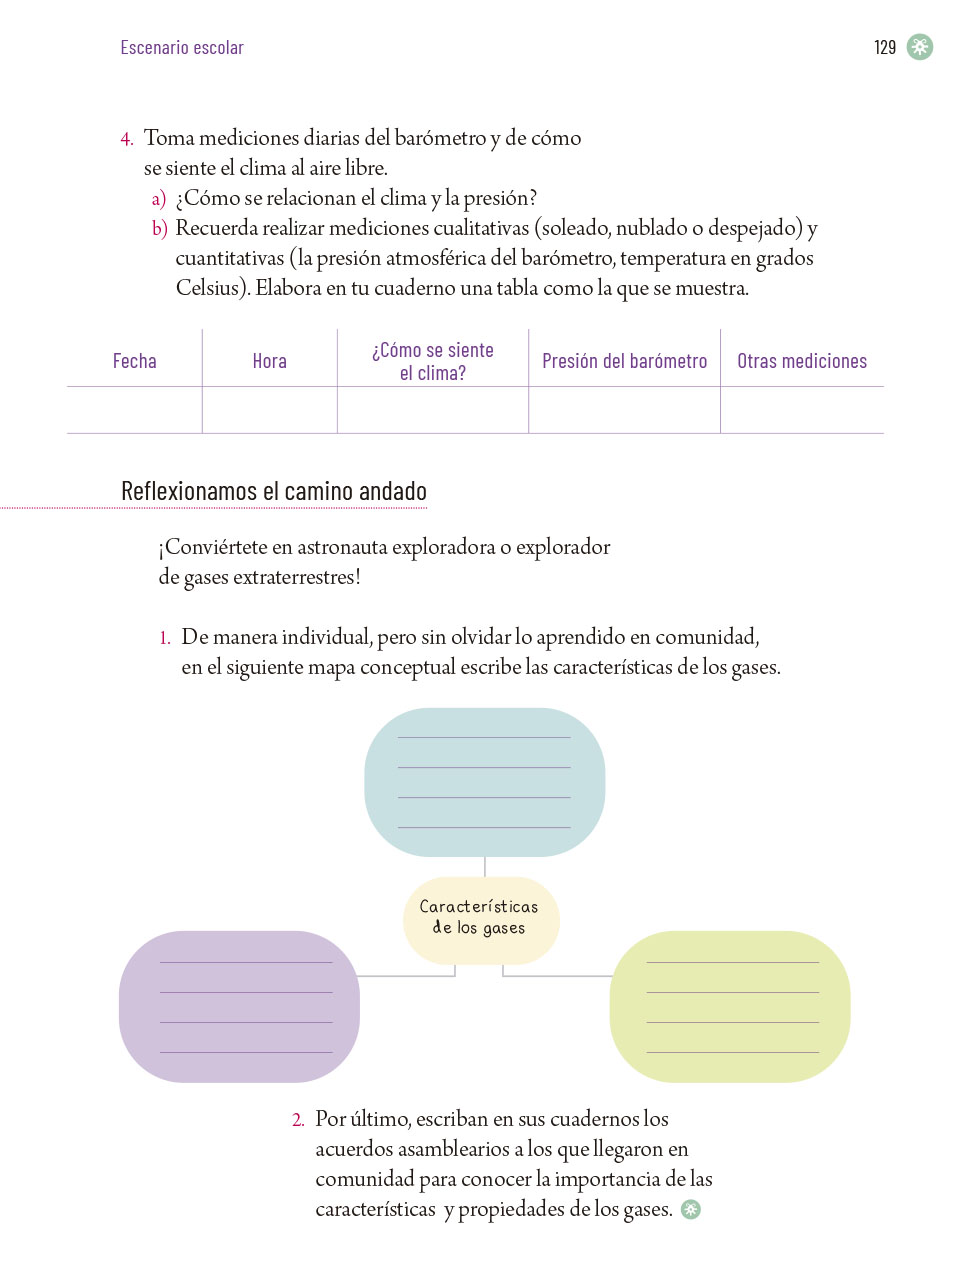 Escenario escolar
129
4. Toma mediciones diarias del barómetro y de cómo
se siente el clima al aire libre.
a) ¿Cómo se relacionan el clima y la presión?
b) Recuerda realizar mediciones cualitativas (soleado, nublado o despejado) y
cuantitativas (la presión atmosférica del barómetro, temperatura en grados
Celsius). Elabora en tu cuaderno una tabla como la que se muestra.
Fecha
Hora
¿Cómo se siente
el clima?
Presión del barómetro
Otras mediciones
Reflexionamos el camino andado
¡Conviértete en astronauta exploradora o explorador
de gases extraterrestres!
1. De manera individual, pero sin olvidar lo aprendido en comunidad,
en el siguiente mapa conceptual escribe las características de los gases.
Características
de los gases
2. Por último, escriban en sus cuadernos los
acuerdos asamblearios a los que llegaron en
comunidad para conocer la importancia de las
características y propiedades de los gases.